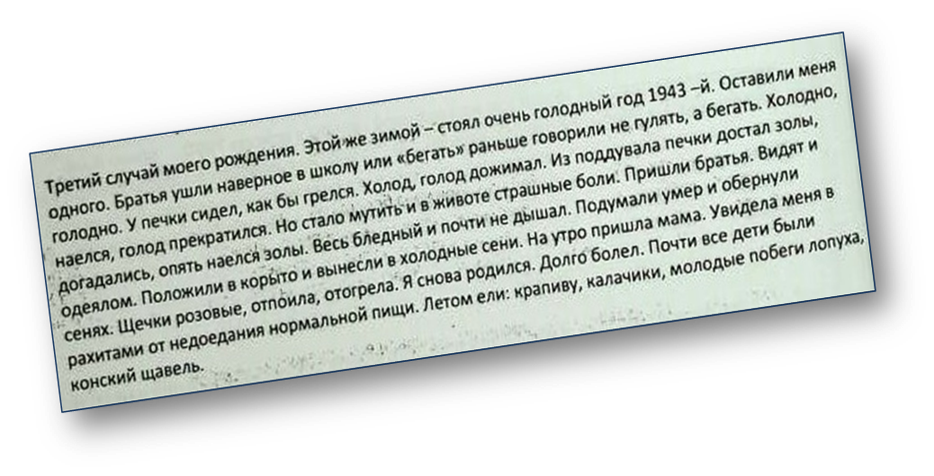 Третий случай моего рождения. Этой же зимой – стоял очень голодный год 1943 –й. Оставили меня
одного. Братья ушли наверное в школу или «бегать» раньше говорили не гулять, а бегать. Холодно,
голодно. У печки сидел, как бы грелся. Холод, голод дожимал. Из поддувала печки достал золы,
наелся, голод прекратился. Но стало мутить и в животе страшные боли. Пришли братья. Видят и
догадались, опять наелся золы. Весь бледный и почти не дышал. Подумали умер и обернули
одеялом. Положили в корыто и вынесли в холодные сени. На утро пришла мама. Увидела меня в
сенях. Щечки розовые, отпоила, отогрела. Я снова родился. Долго болел. Почти все дети были
рахитами от недоедания нормальной пищи. Летом ели: крапиву, калачики, молодые побеги лопуха,
конский щавель.